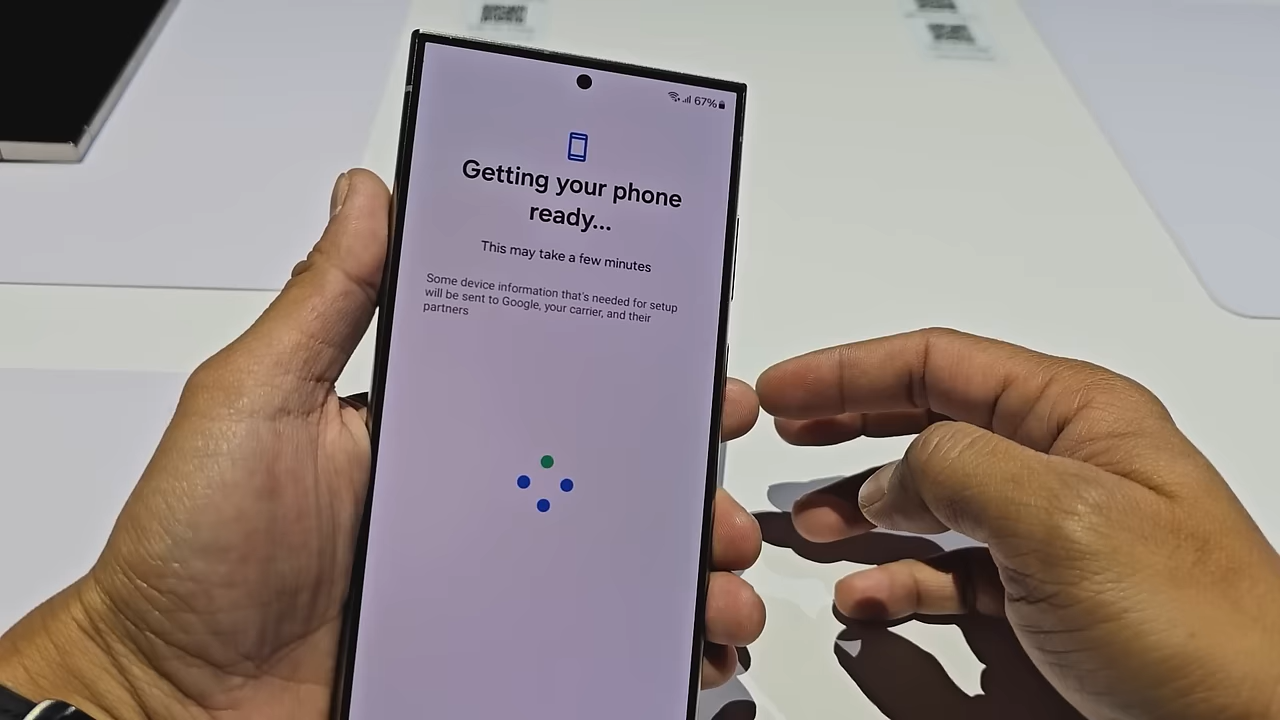 67%
Getting your phone
ready...
This may take a few minutes
Some device information that's needed for setup
will be sent to Google, your carrier, and their
partners